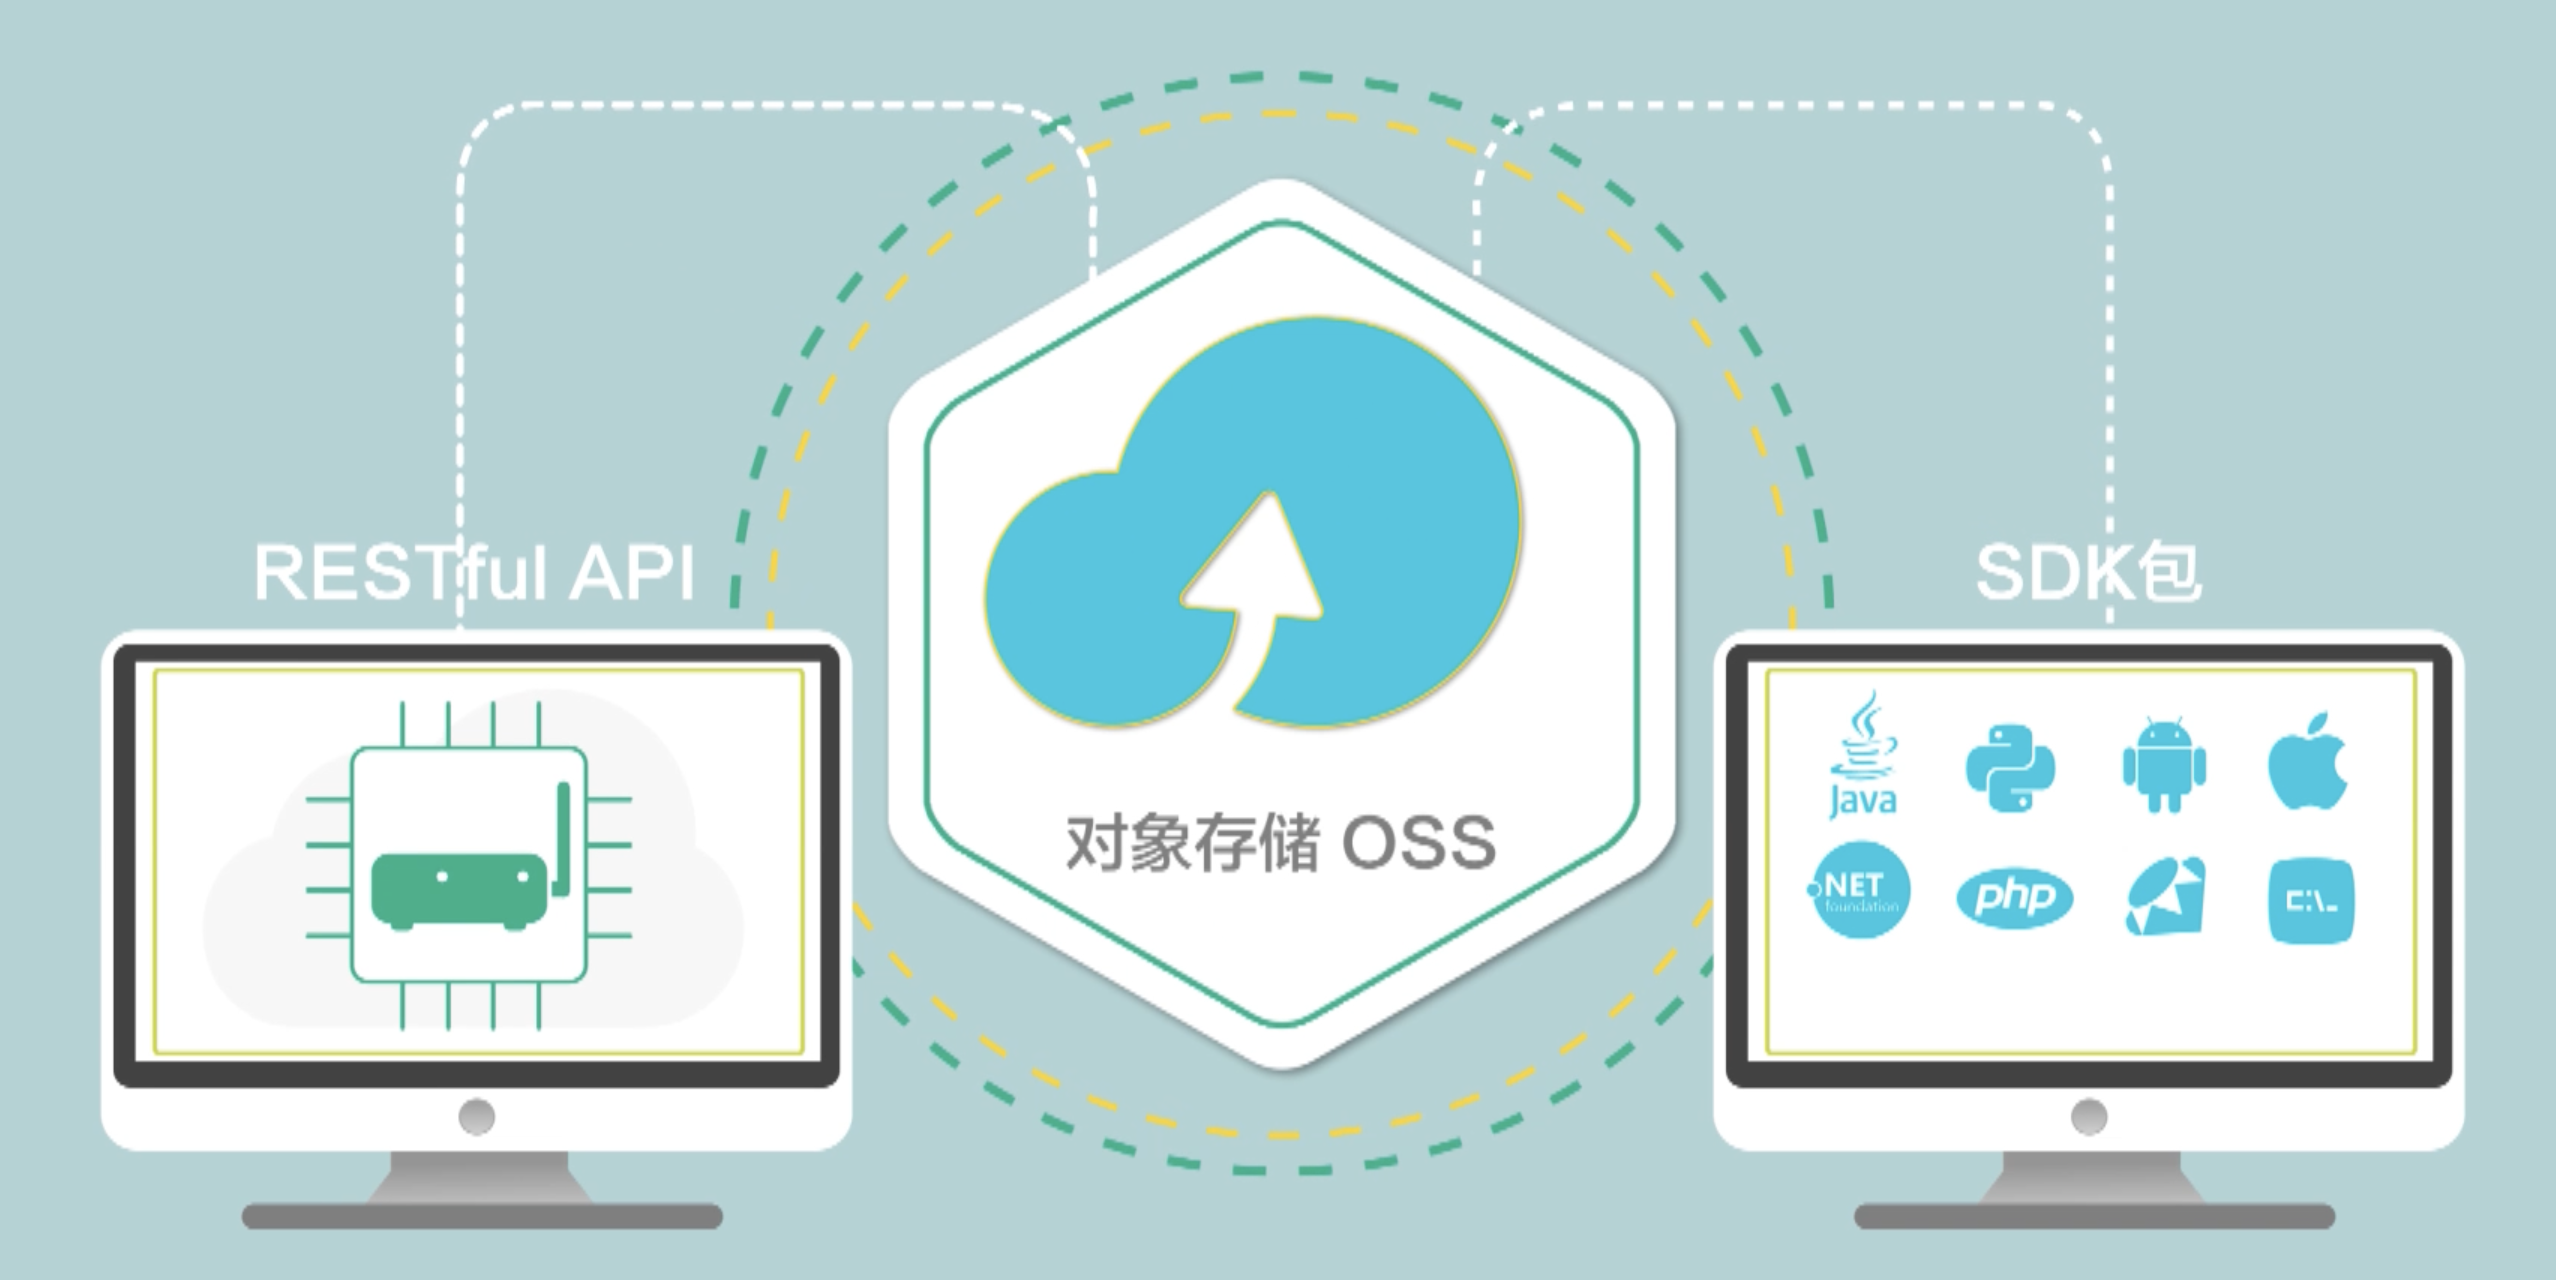 RESTful API
对象存储 OSS
SDK包
Java
.NET
foundation
php
C:\_